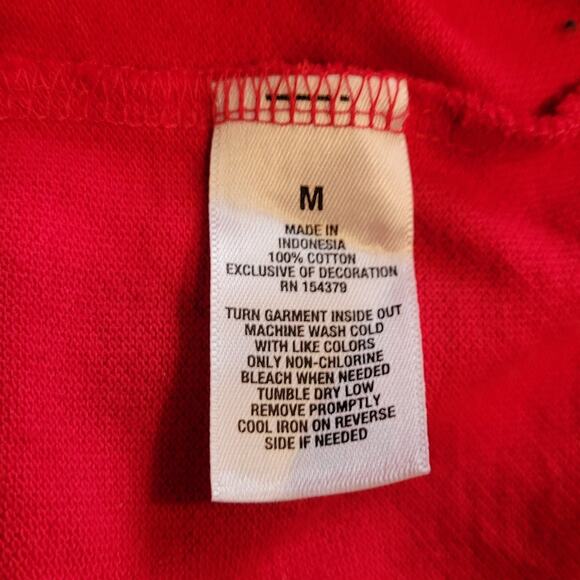 M
MADE IN
INDONESIA
100% COTTON
EXCLUSIVE OF DECORATION
RN 154379
TURN GARMENT INSIDE OUT
MACHINE WASH COLD
WITH LIKE COLORS
ONLY NON-CHLORINE
BLEACH WHEN NEEDED
TUMBLE DRY LOW
REMOVE PROMPTLY
COOL IRON ON REVERSE
SIDE IF NEEDED